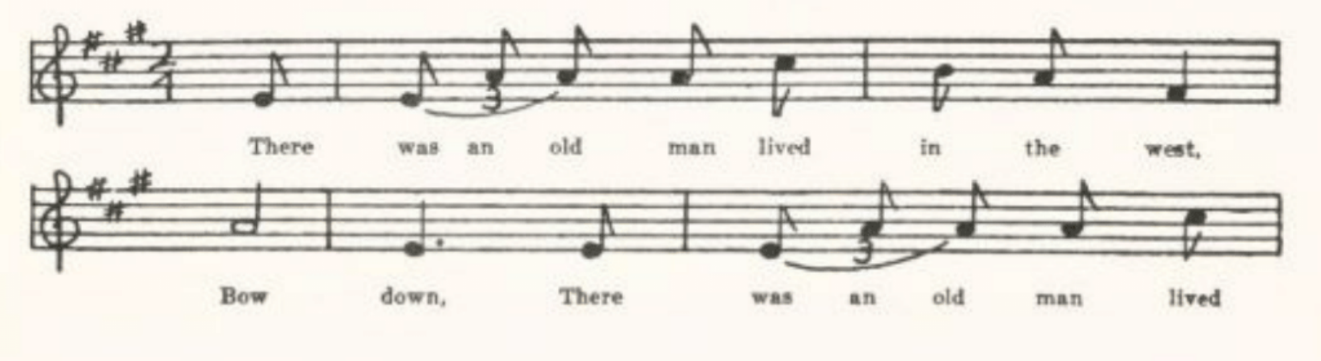 There was an old man lived in the west,
Bow down, There was an old man lived